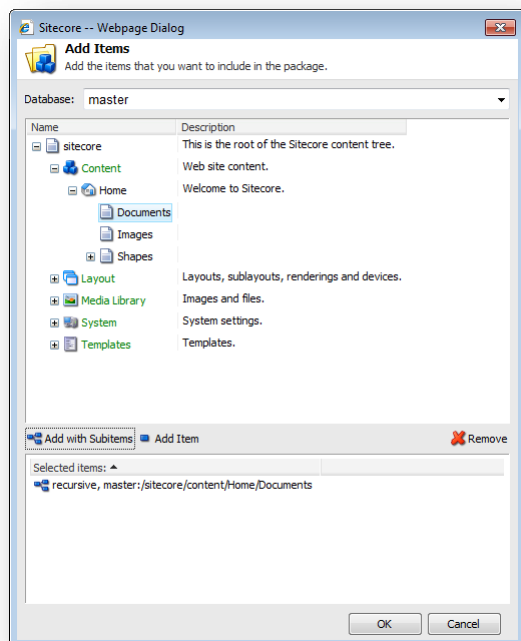 Sitecore -- Webpage Dialog
Add Items
Add the items that you want to include in the package.
Database: master
Name Description
sitecore This is the root of the Sitecore content tree.
Content Web site content.
Home Welcome to Sitecore.
Documents
Images
Shapes
Layout Layouts, sublayouts, renderings and devices.
Media Library Images and files.
System System settings.
Templates Templates.
Add with Subitems Add Item Remove
Selected items:
recursive, master:/sitecore/content/Home/Documents
OK Cancel